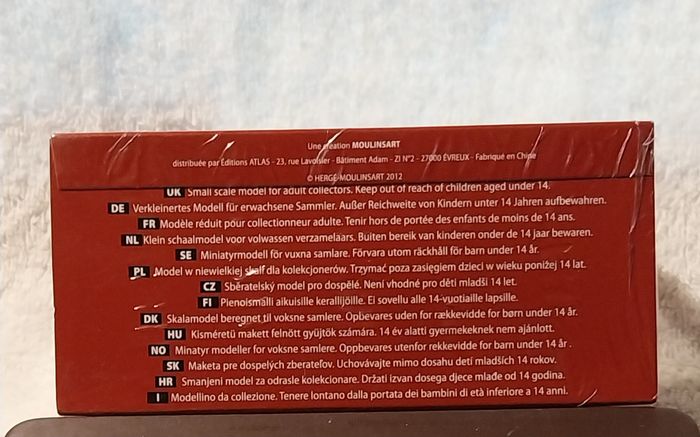 Une création MOULINSART
distribuée par Éditions ATLAS - 23, rue Lavoisier - Bâtiment Adam - ZI N°2 - 27000 ÉVREUX - Fabriqué en Chine
© HERGÉ-MOULINSART 2012
UK Small scale model for adult collectors. Keep out of reach of children aged under 14.
DE Verkleinertes Modell für erwachsene Sammler. Außer Reichweite von Kindern unter 14 Jahren aufbewahren.
FR Modèle réduit pour collectionneur adulte. Tenir hors de portée des enfants de moins de 14 ans.
NL Klein schaalmodel voor volwassen verzamelaars. Buiten bereik van kinderen onder de 14 jaar bewaren.
SE Miniatyrmodell för vuxna samlare. Förvara utom räckhåll för barn under 14 år.
PL Model w niewielkiej skali dla kolekcjonerów. Trzymać poza zasięgiem dzieci w wieku poniżej 14 lat.
CZ Sběratelský model pro dospělé. Není vhodné pro děti mladší 14 let.
FI Pienoismalli aikuisille kerallijöille. Ei sovellu alle 14-vuotiaille lapsille.
DK Skalamodel beregnet til voksne samlere. Opbevares uden for rækkevidde for børn under 14 år.
HU Kisméretű makett felnőtt gyűjtők számára. 14 év alatti gyermekeknek nem ajánlott.
NO Minatyr modeller for voksne samlere. Oppbevares utenfor rekkevidde for barn under 14 år .
SK Maketa pre dospelých zberateľov. Uchovávajte mimo dosahu detí mladších 14 rokov.
HR Smanjeni model za odrasle kolekcionare. Držati izvan dosega djece mlađe od 14 godina.
I Modellino da collezione. Tenere lontano dalla portata dei bambini di età inferiore a 14 anni.